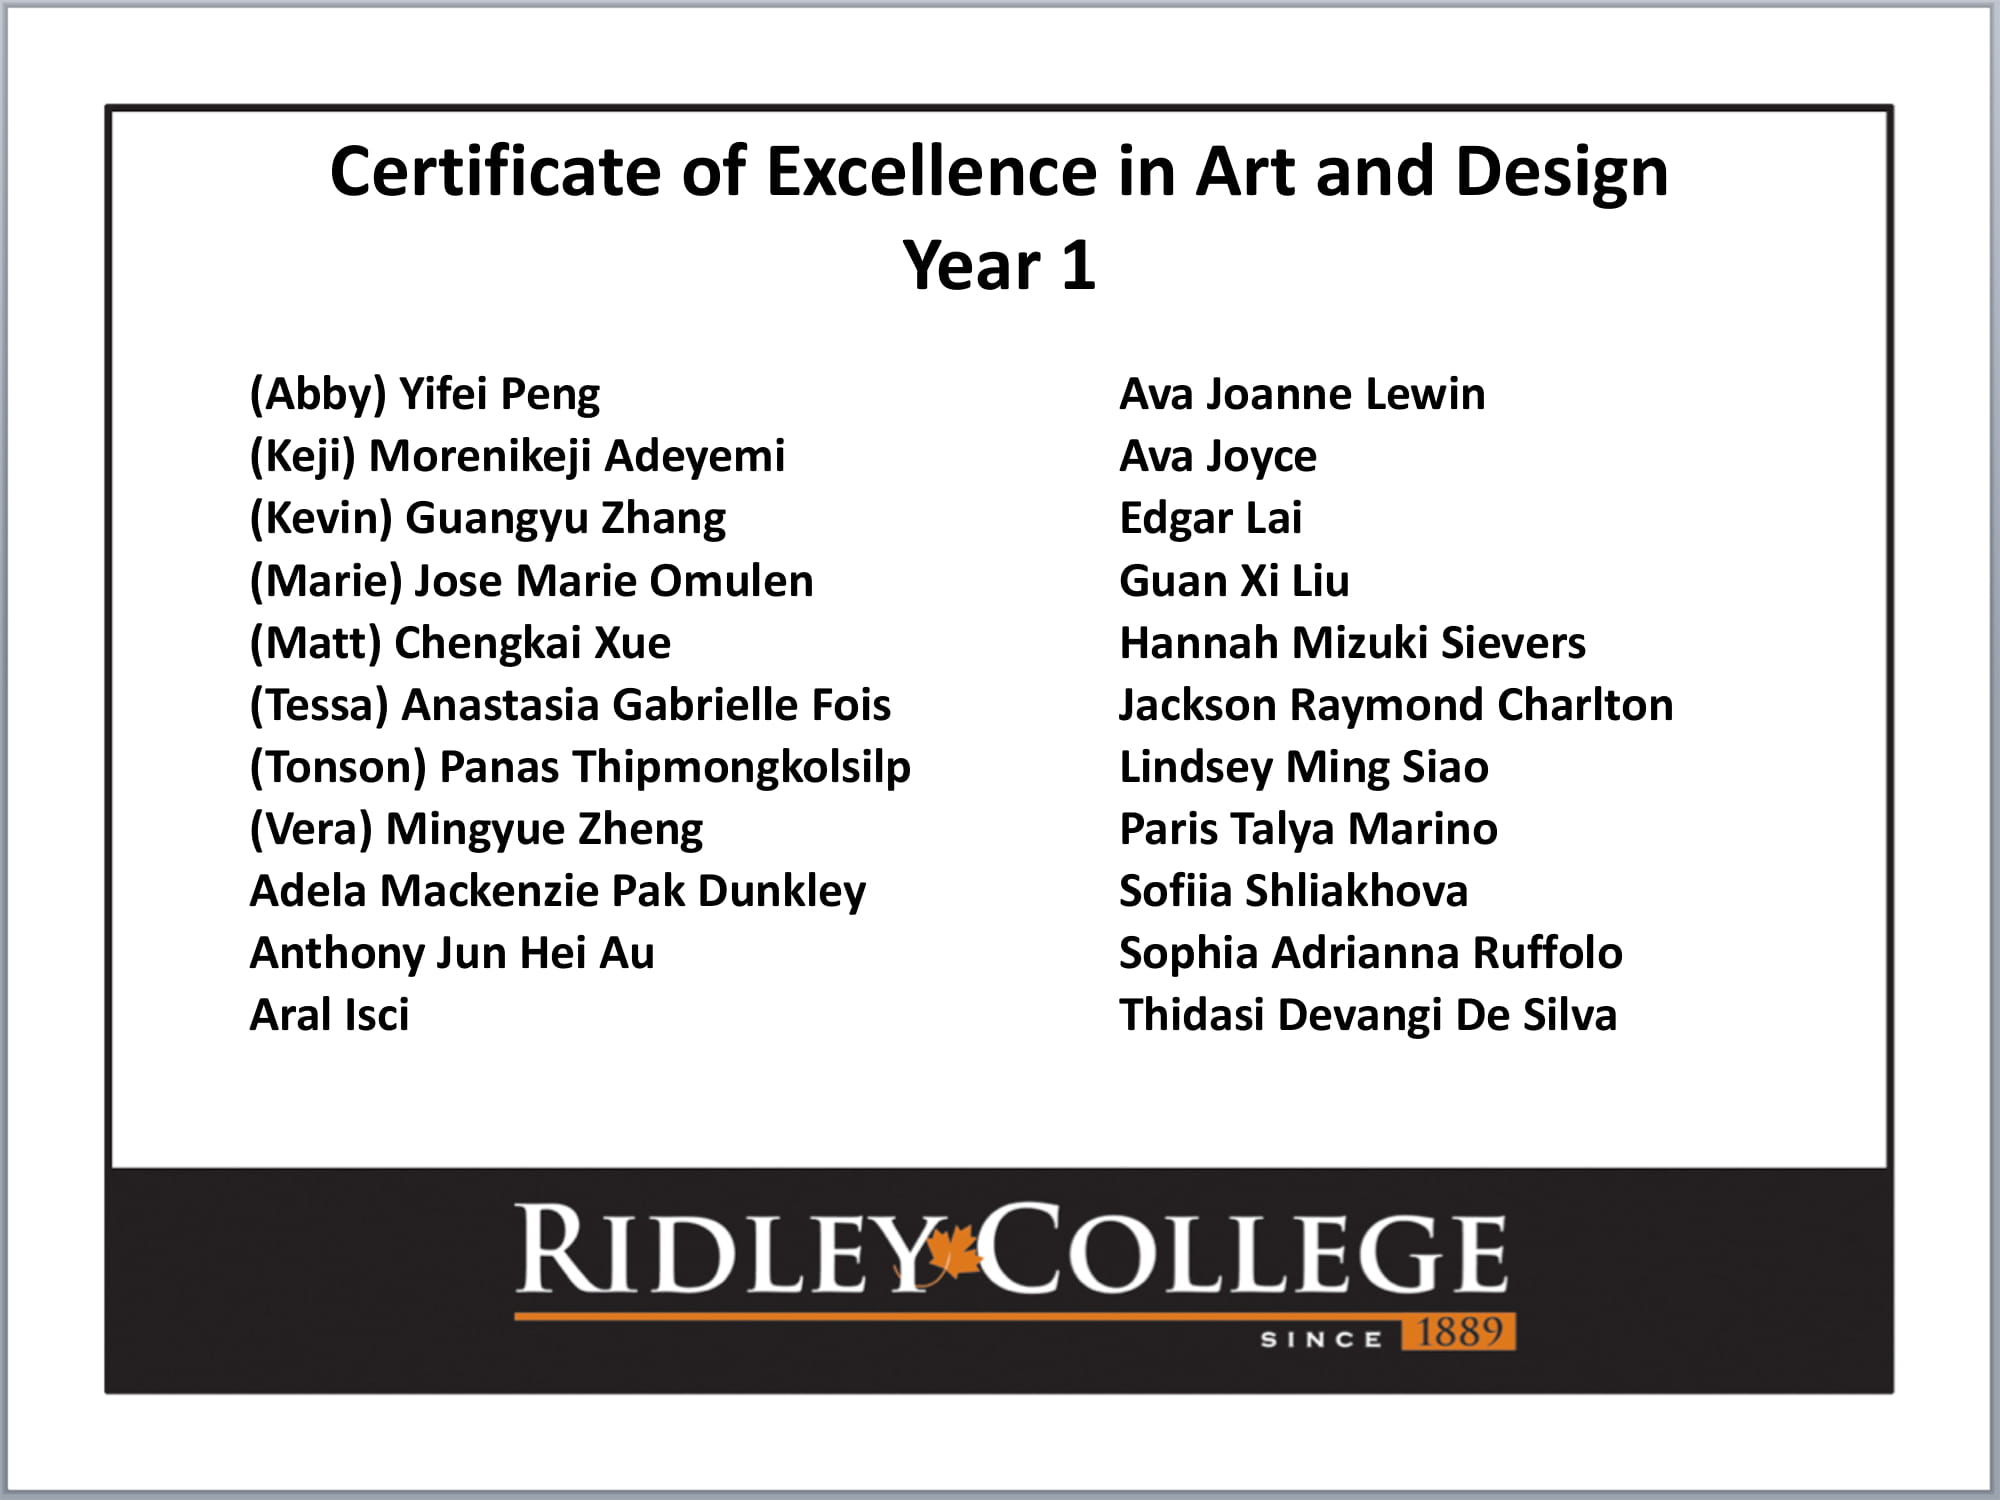 Certificate of Excellence in Art and Design
Year 1
(Abby) Yifei Peng
(Keji) Morenikeji Adeyemi
(Kevin) Guangyu Zhang
(Marie) Jose Marie Omulen
(Matt) Chengkai Xue
(Tessa) Anastasia Gabrielle Fois
(Tonson) Panas Thipmongkolsilp
(Vera) Mingyue Zheng
Adela Mackenzie Pak Dunkley
Anthony Jun Hei Au
Aral Isci
Ava Joanne Lewin
Ava Joyce
Edgar Lai
Guan Xi Liu
Hannah Mizuki Sievers
Jackson Raymond Charlton
Lindsey Ming Siao
Paris Talya Marino
Sofiia Shliakhova
Sophia Adrianna Ruffolo
Thidasi Devangi De Silva
RIDLEY COLLEGE
SINCE 1889